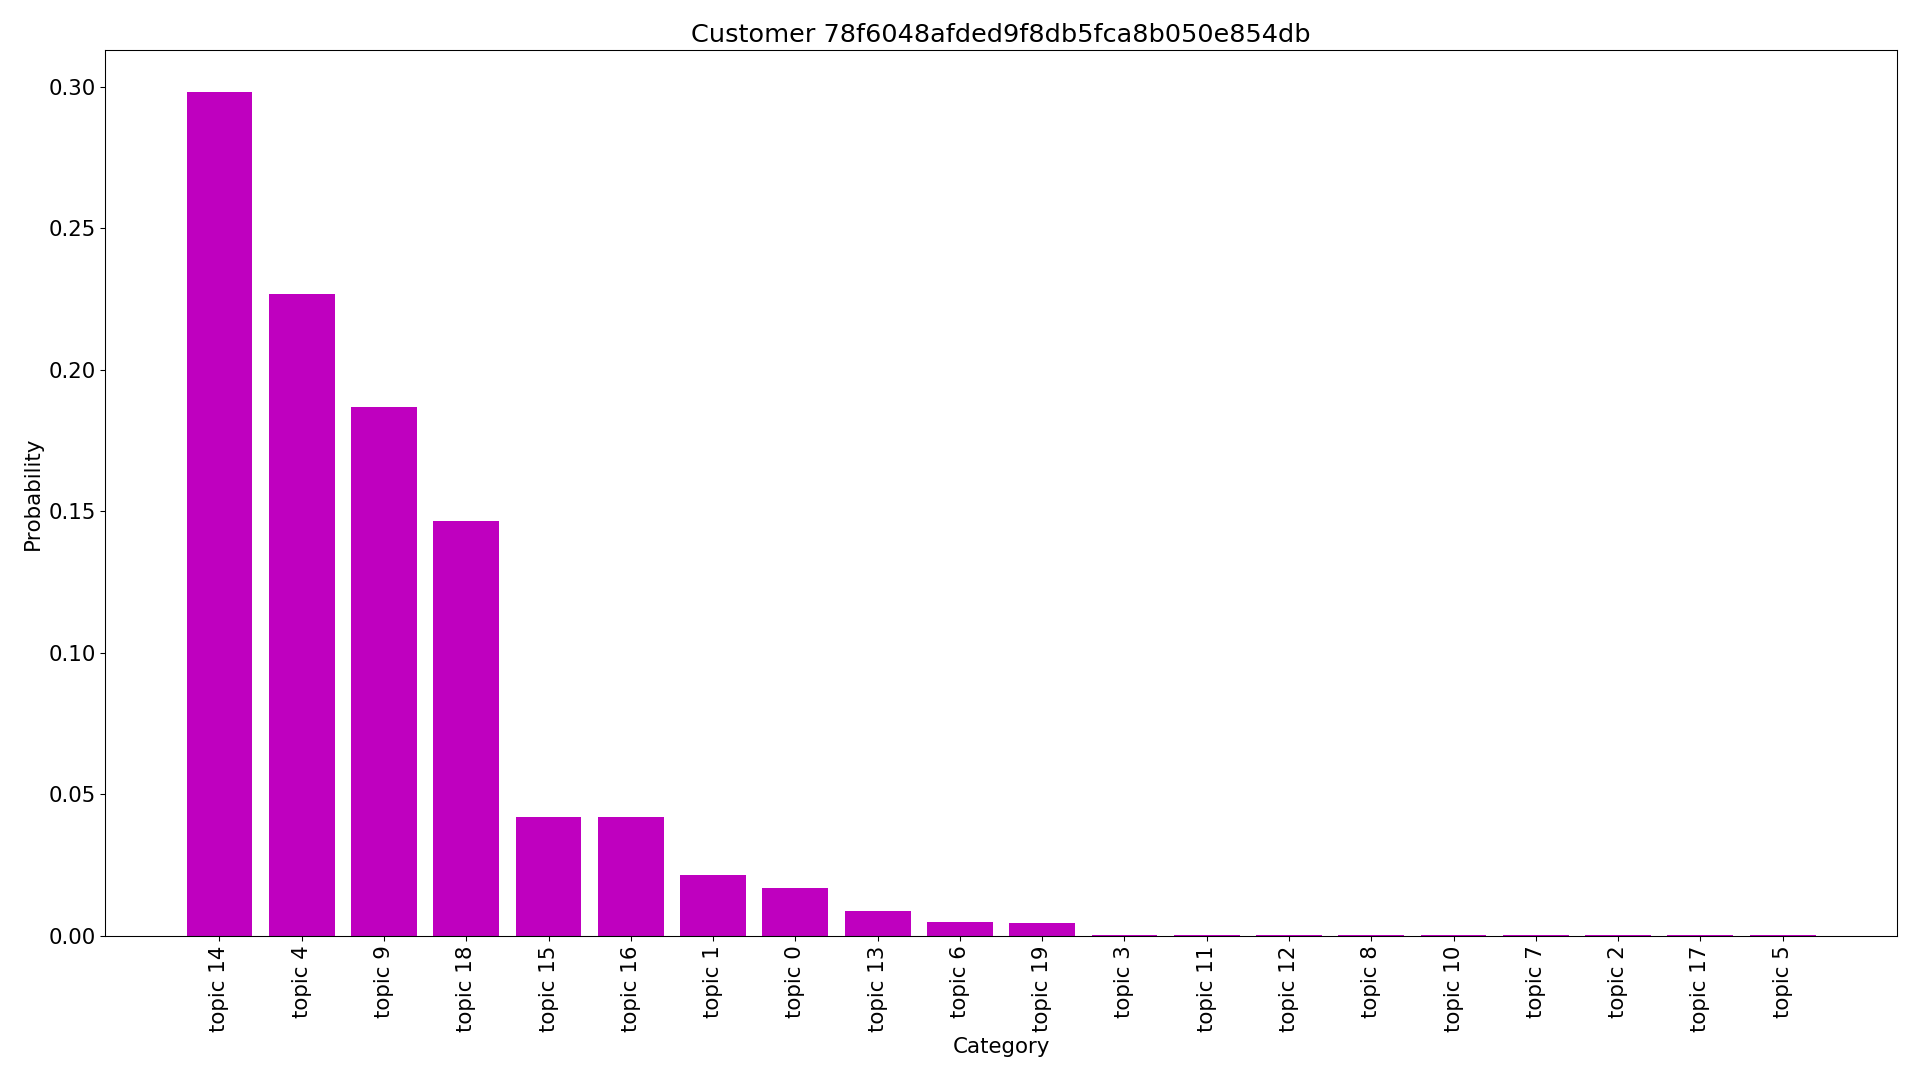 Customer 78f6048afded9f8db5fca8b050e854db
Probability
0.30
0.25
0.20
0.15
0.10
0.05
0.00
topic 14
topic 4
topic 9
topic 18
topic 15
topic 16
topic 1
topic 0
topic 13
topic 6
topic 19
topic 3
topic 11
topic 12
topic 8
topic 10
topic 7
topic 2
topic 17
topic 5
Category